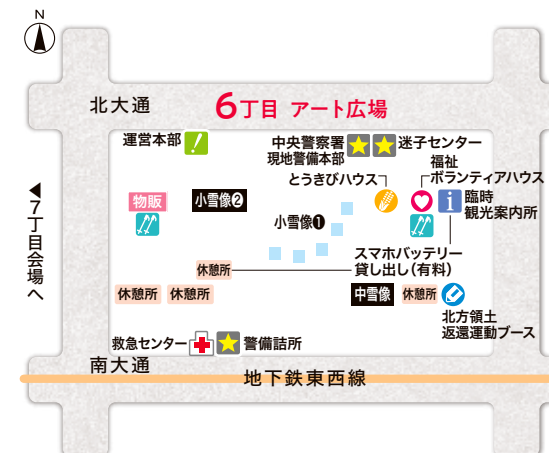 N
北大通
6丁目 アート広場
運営本部
中央警察署
現地警備本部
迷子センター
とうきびハウス
福祉
ボランティアハウス
物販
小雪像❷
小雪像❶
i
臨時
観光案内所
◀7丁目会場へ
スマホバッテリー
貸し出し（有料）
休憩所
休憩所
休憩所
中雪像
休憩所
北方領土
返還運動ブース
救急センター
警備詰所
南大通
地下鉄東西線